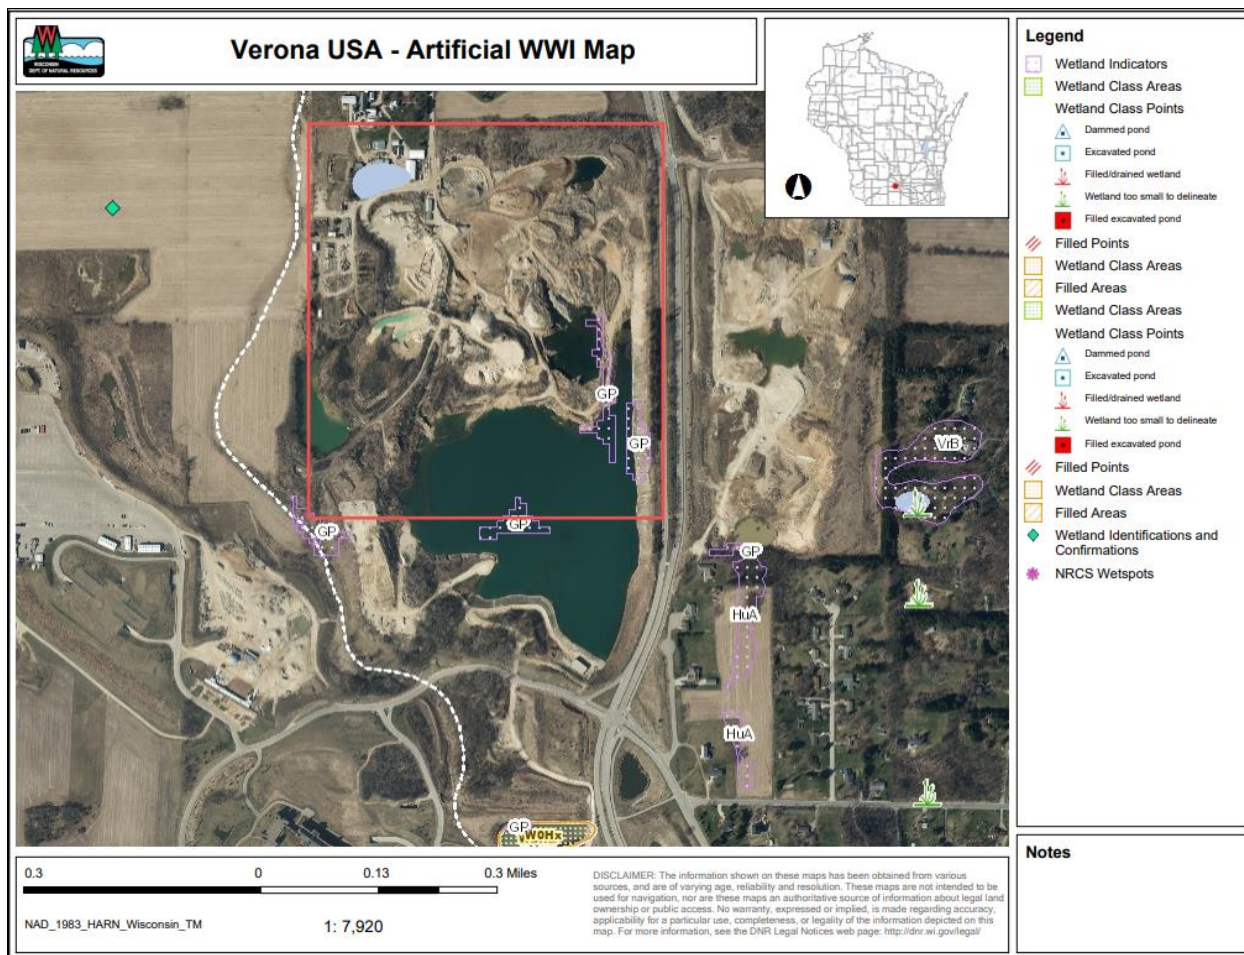 WISCONSIN
DEPT. OF NATURAL RESOURCES
Verona USA - Artificial WWI Map
Legend
Wetland Indicators
Wetland Class Areas
Wetland Class Points
Dammed pond
Excavated pond
Filled/drained wetland
Wetland too small to delineate
Filled excavated pond
Filled Points
Wetland Class Areas
Filled Areas
Wetland Class Areas
Wetland Class Points
Dammed pond
Excavated pond
Filled/drained wetland
Wetland too small to delineate
Filled excavated pond
Filled Points
Wetland Class Areas
Filled Areas
Wetland Identifications and
Confirmations
NRCS Wetspots
GP
GP
VrB
GP
GP
GP
HuA
HuA
GP
W0Hx
0.3 0 0.13 0.3 Miles
NAD_1983_HARN_Wisconsin_TM
1: 7,920
DISCLAIMER: The information shown on these maps has been obtained from various
sources, and are of varying age, reliability and resolution. These maps are not intended to be
used for navigation, nor are these maps an authoritative source of information about legal land
ownership or public access. No warranty, expressed or implied, is made regarding accuracy,
applicability for a particular use, completeness, or legality of the information depicted on this
map. For more information, see the DNR Legal Notices web page: http://dnr.wi.gov/legal/
Notes